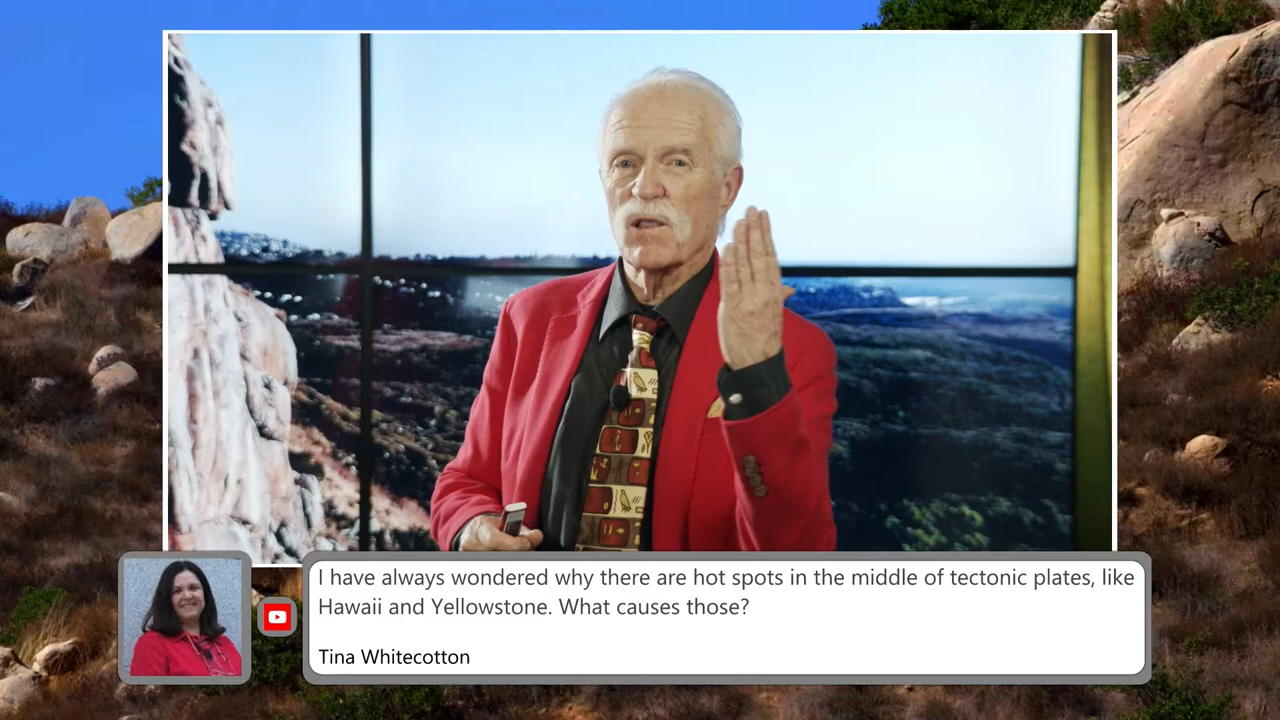 I have always wondered why there are hot spots in the middle of tectonic plates, like
Hawaii and Yellowstone. What causes those?
Tina Whitecotton